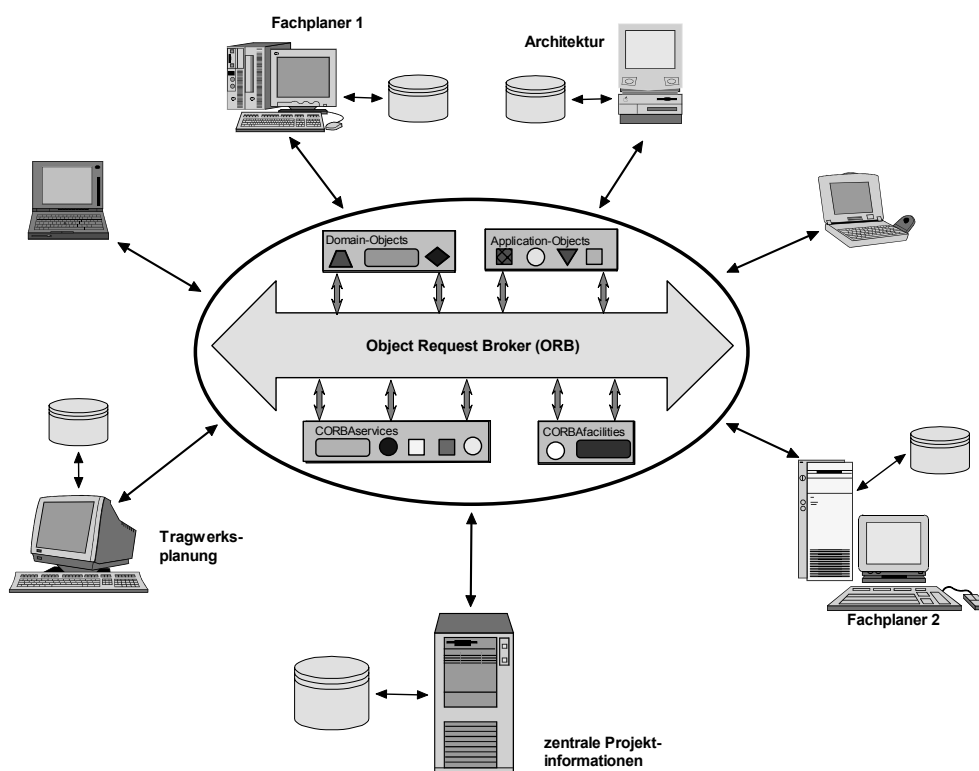 Fachplaner 1
Architektur
Domain-Objects
Application-Objects
Object Request Broker (ORB)
CORBAservices
CORBAfacilities
Tragwerks-
planung
Fachplaner 2
zentrale Projekt-
informationen